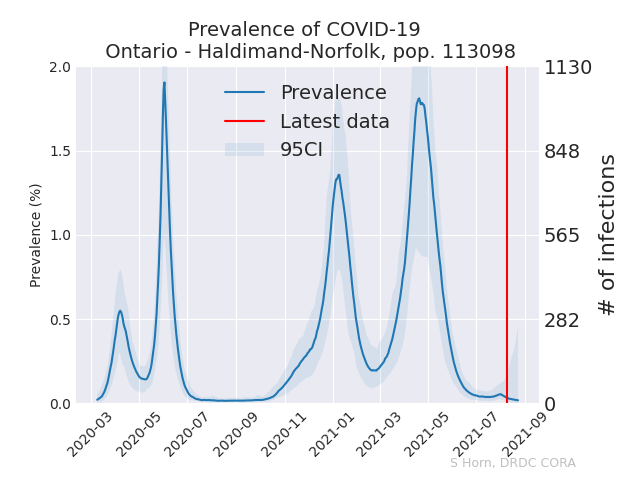 Prevalence of COVID-19
Ontario - Haldimand-Norfolk, pop. 113098
Prevalence
Latest data
95CI
Prevalence (%)
2.0
1.5
1.0
0.5
0.0
1130
848
565
282
0
# of infections
2020-03
2020-05
2020-07
2020-09
2020-11
2021-01
2021-03
2021-05
2021-07
2021-09
S Horn, DRDC CORA